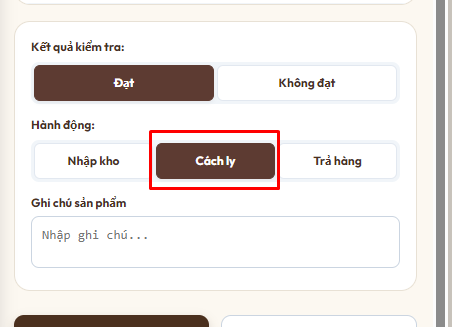 Kết quả kiểm tra:
Đạt Không đạt
Hành động:
Nhập kho Cách ly Trả hàng
Ghi chú sản phẩm
Nhập ghi chú...